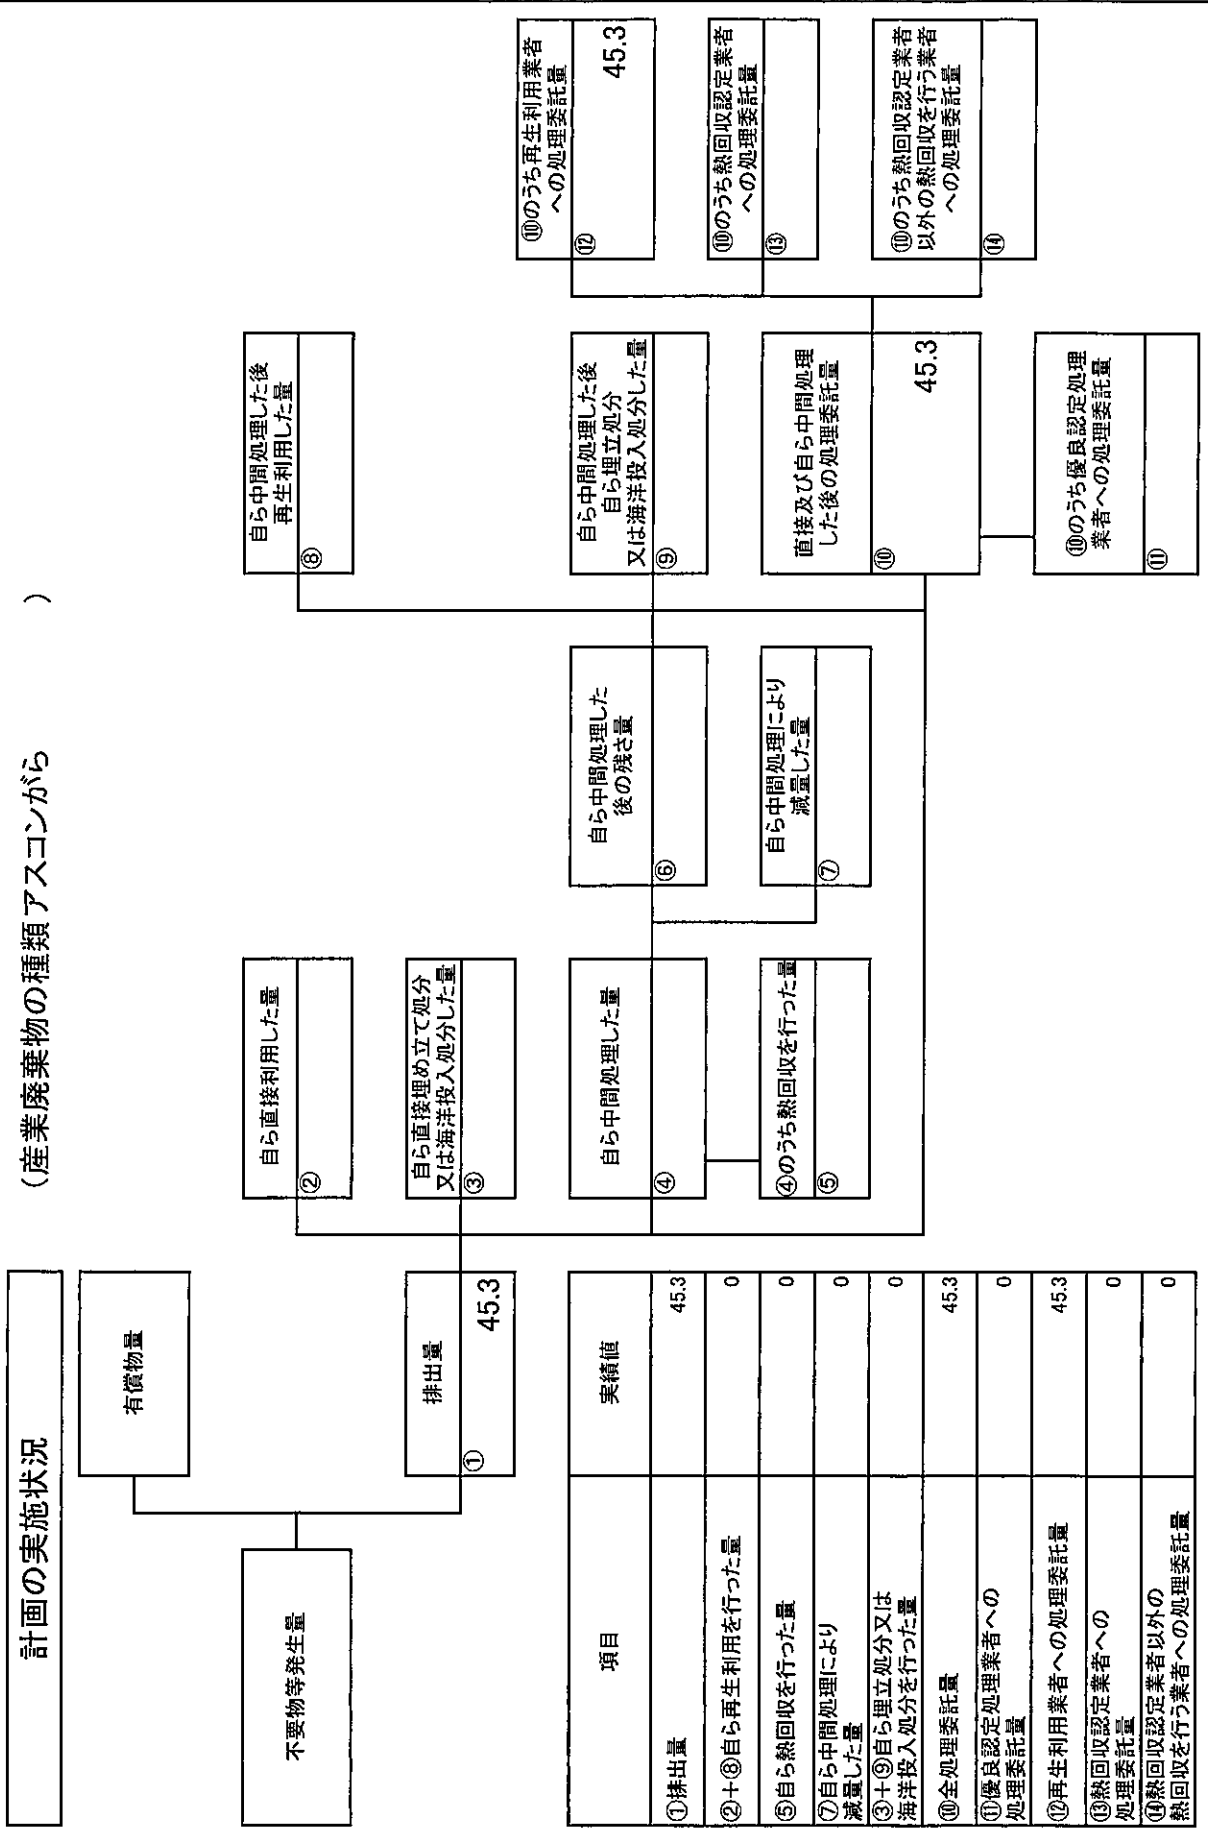 計画の実施状況
(産業廃棄物の種類 アスコンがら )
不要物等発生量
有償物量
排出量
① 45.3
自ら直接利用した量
②
自ら直接埋め立て処分
又は海洋投入処分した量
③
自ら中間処理した量
④
④のうち熱回収を行った量
⑤
自ら中間処理した
後の残さ量
⑥
自ら中間処理により
減量した量
⑦
自ら中間処理した後
再生利用した量
⑧
自ら中間処理した後
自ら埋立処分
又は海洋投入処分した量
⑨
直接及び自ら中間処理
した後の処理委託量
⑩ 45.3
⑩のうち優良認定処理
業者への処理委託量
⑪
⑩のうち再生利用業者
への処理委託量
⑫ 45.3
⑩のうち熱回収認定業者
への処理委託量
⑬
⑩のうち熱回収認定業者
以外の熱回収を行う業者
への処理委託量
⑭
項目 実績値
①排出量 45.3
②+⑧自ら再生利用を行った量 0
⑤自ら熱回収を行った量 0
⑦自ら中間処理により
減量した量 0
③+⑨自ら埋立処分又は
海洋投入処分を行った量 0
⑩全処理委託量 45.3
⑪優良認定処理業者への
処理委託量 0
⑫再生利用業者への処理委託量 45.3
⑬熱回収認定業者への
処理委託量 0
⑭熱回収認定業者以外の
熱回収を行う業者への処理委託量 0